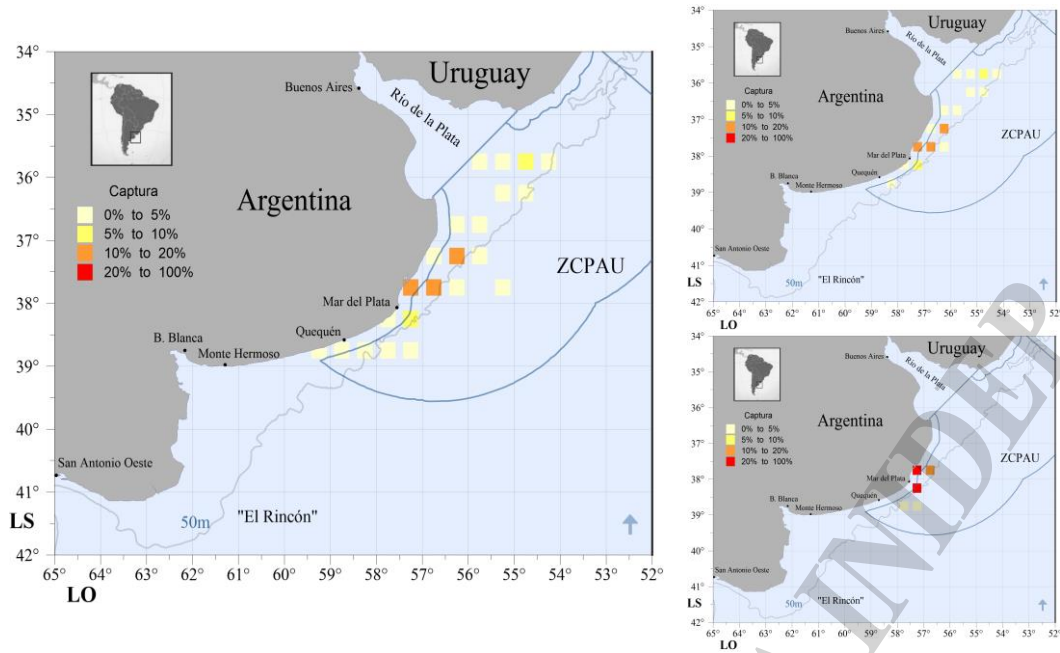 34°
35°
36°
37°
38°
39°
40°
41°
LS
42°
65°
64°
63°
62°
61°
60°
59°
58°
57°
56°
55°
54°
53°
52°
LO
Uruguay
Buenos Aires
Río de la Plata
Captura
0% to 5%
5% to 10%
10% to 20%
20% to 100%
Argentina
ZCPAU
Mar del Plata
Quequén
B. Blanca
Monte Hermoso
San Antonio Oeste
50m
"El Rincón"
34°
35°
36°
37°
38°
39°
40°
41°
LS
42°
65°
64°
63°
62°
61°
60°
59°
58°
57°
56°
55°
54°
53°
52°
LO
Uruguay
Buenos Aires
Río de la Plata
Captura
0% to 5%
5% to 10%
10% to 20%
20% to 100%
Argentina
ZCPAU
Mar del Plata
Quequén
B. Blanca
Monte Hermoso
San Antonio Oeste
50m
"El Rincón"
34°
35°
36°
37°
38°
39°
40°
41°
LS
42°
65°
64°
63°
62°
61°
60°
59°
58°
57°
56°
55°
54°
53°
52°
LO
Uruguay
Buenos Aires
Río de la Plata
Captura
0% to 5%
5% to 10%
10% to 20%
20% to 100%
Argentina
ZCPAU
Mar del Plata
Quequén
B. Blanca
Monte Hermoso
San Antonio Oeste
50m
"El Rincón"
INIDEP